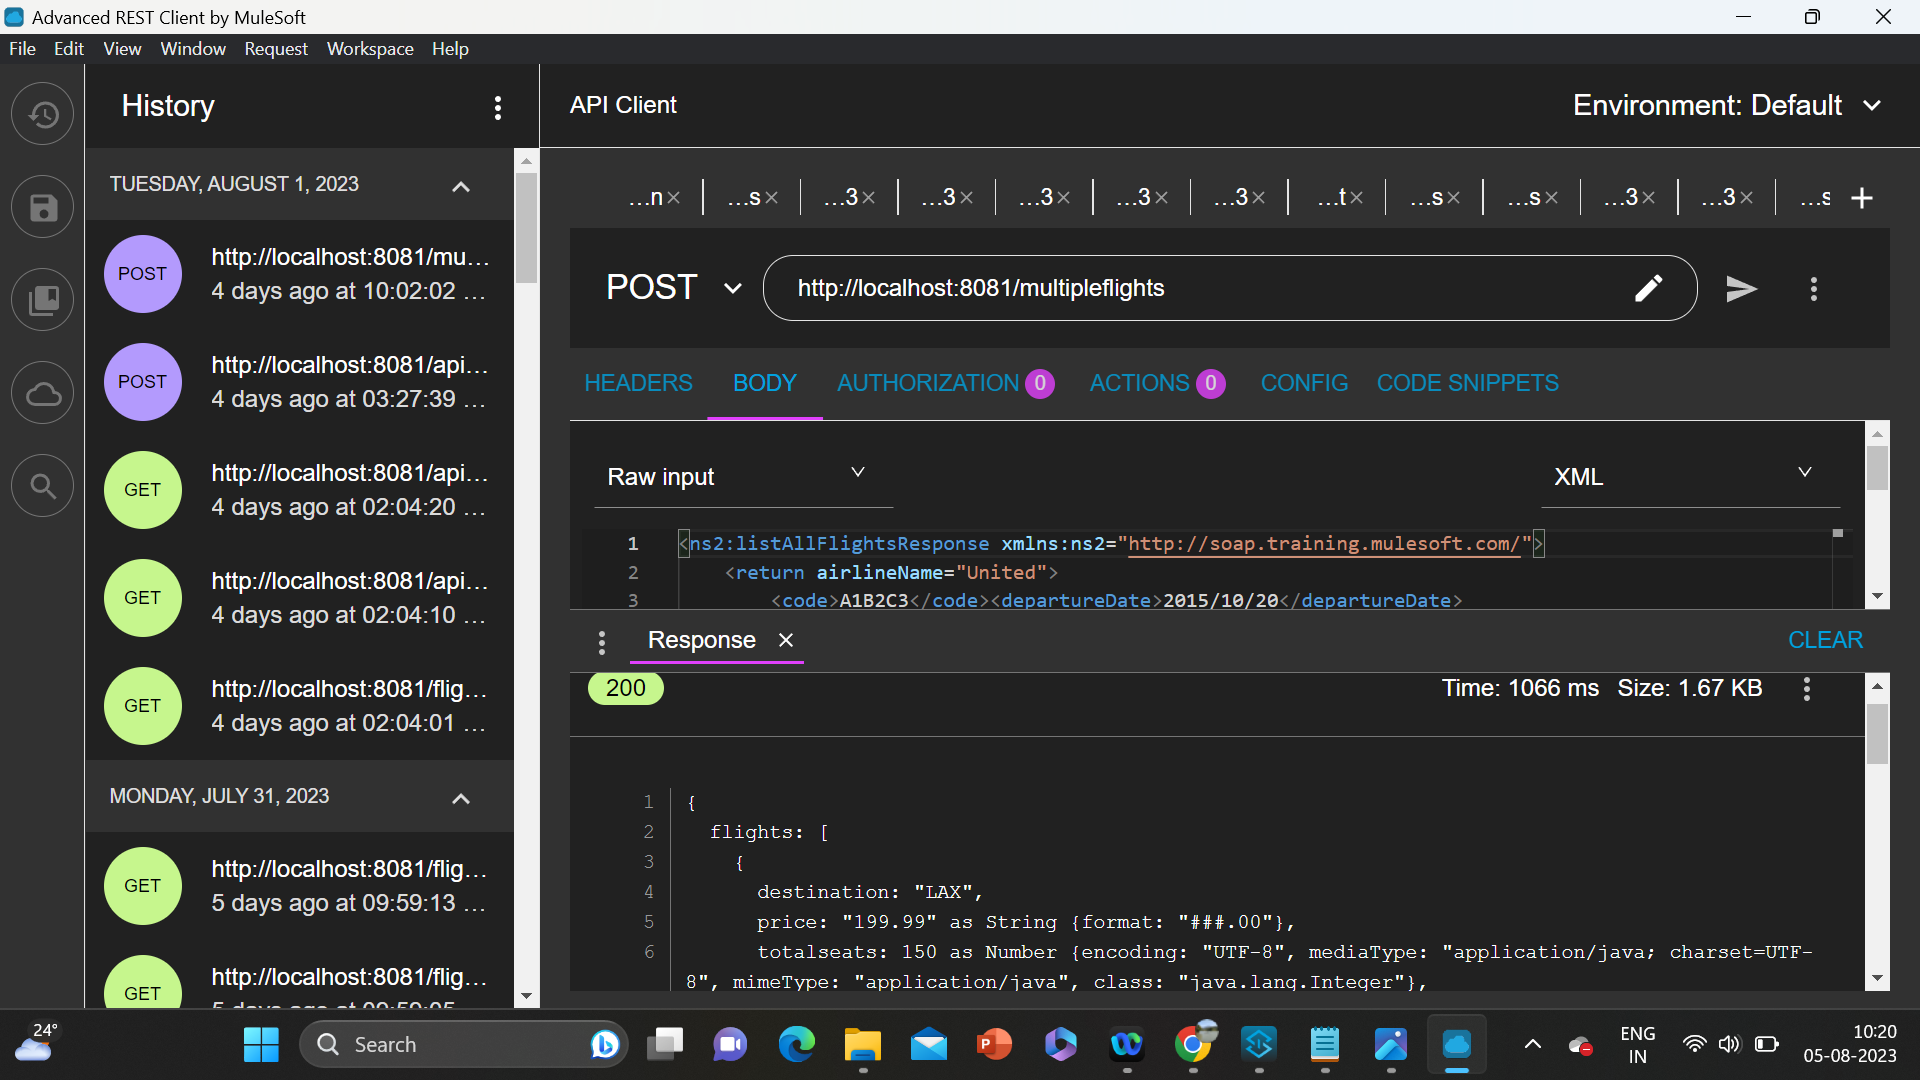 Advanced REST Client by MuleSoft
File Edit View Window Request Workspace Help
History
API Client
Environment: Default
TUESDAY, AUGUST 1, 2023
POST http://localhost:8081/mu...
4 days ago at 10:02:02 ...
POST http://localhost:8081/api...
4 days ago at 03:27:39 ...
GET http://localhost:8081/api...
4 days ago at 02:04:20 ...
GET http://localhost:8081/api...
4 days ago at 02:04:10 ...
GET http://localhost:8081/flig...
4 days ago at 02:04:01 ...
MONDAY, JULY 31, 2023
GET http://localhost:8081/flig...
5 days ago at 09:59:13 ...
GET http://localhost:8081/flig...
...n× ...s× ...3× ...3× ...3× ...3× ...3× ...t× ...s× ...s× ...3× ...3× ...s +
POST http://localhost:8081/multipleflights
HEADERS BODY AUTHORIZATION 0 ACTIONS 0 CONFIG CODE SNIPPETS
Raw input XML
1 <ns2:listAllFlightsResponse xmlns:ns2="http://soap.training.mulesoft.com/">
2 <return airlineName="United">
3 <code>A1B2C3</code><departureDate>2015/10/20</departureDate>
Response × CLEAR
200 Time: 1066 ms Size: 1.67 KB
1 {
2 flights: [
3 {
4 destination: "LAX",
5 price: "199.99" as String {format: "###.00"},
6 totalseats: 150 as Number {encoding: "UTF-8", mediaType: "application/java; charset=UTF-
8", mimeType: "application/java", class: "java.lang.Integer"},
24°
Search
ENG
IN
10:20
05-08-2023